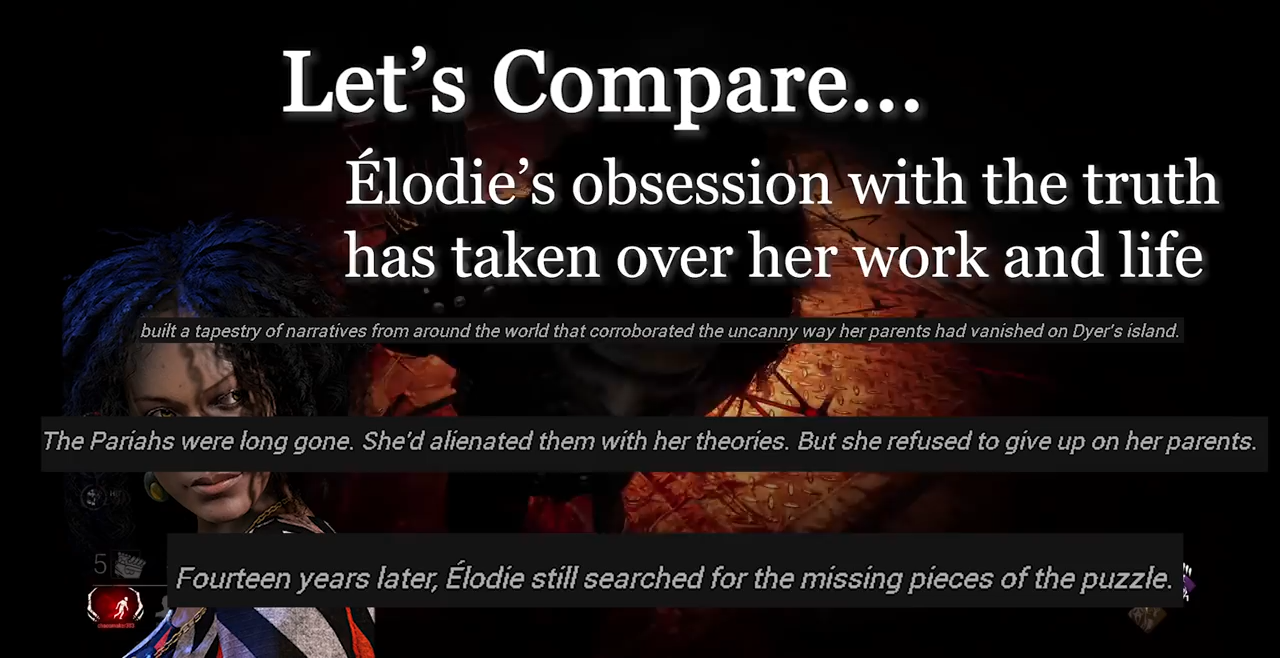 Let’s Compare...
Élodie’s obsession with the truth
has taken over her work and life
built a tapestry of narratives from around the world that corroborated the uncanny way her parents had vanished on Dyer's island.
The Pariahs were long gone. She'd alienated them with her theories. But she refused to give up on her parents.
Fourteen years later, Élodie still searched for the missing pieces of the puzzle.
5